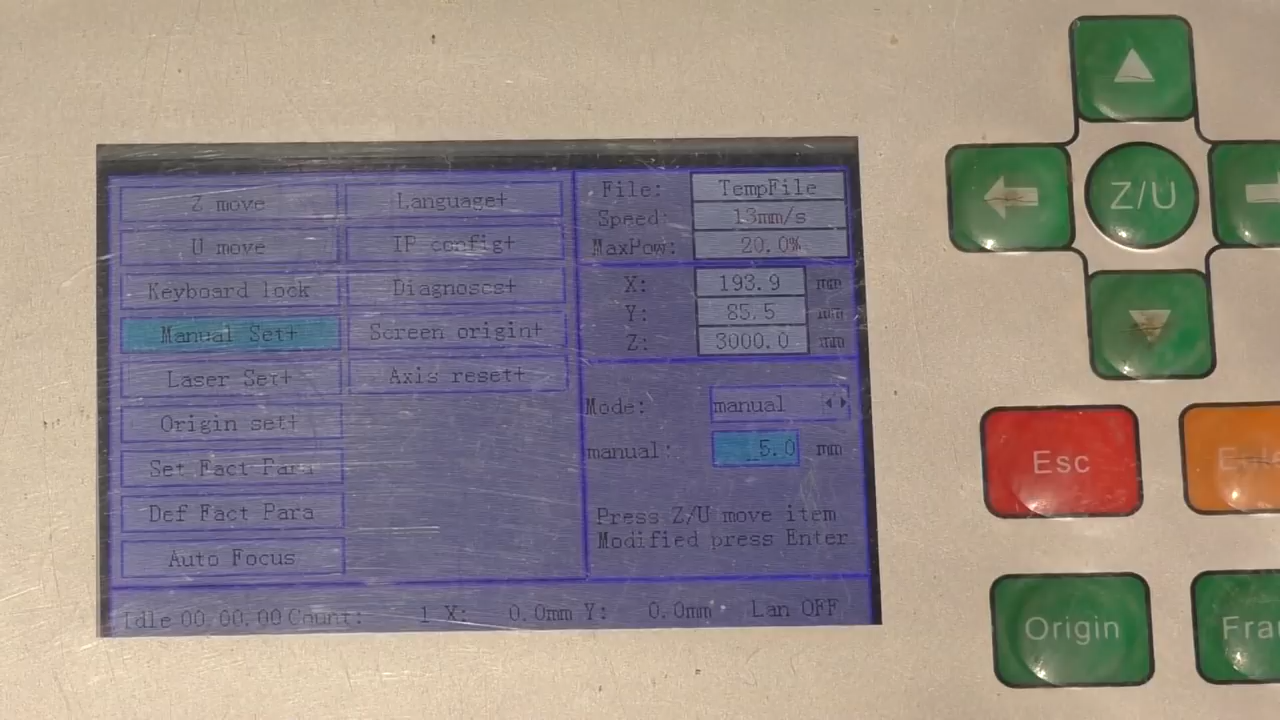 Z move
U move
Keyboard lock
Manual Set+
Laser Set+
Origin set+
Set Fact Para
Def Fact Para
Auto Focus
Language+
IP config+
Diagnoses+
Screen origin+
Axis reset+
File: TempFile
Speed: 13mm/s
MaxPow: 20.0%
X: 193.9 mm
Y: 85.5 mm
Z: 3000.0 mm
Mode: manual
manual: 5.0 mm
Press Z/U move item
Modified press Enter
Idle 00:00:00 Count: 1 X: 0.0mm Y: 0.0mm Lan OFF
Z/U
Esc
Origin